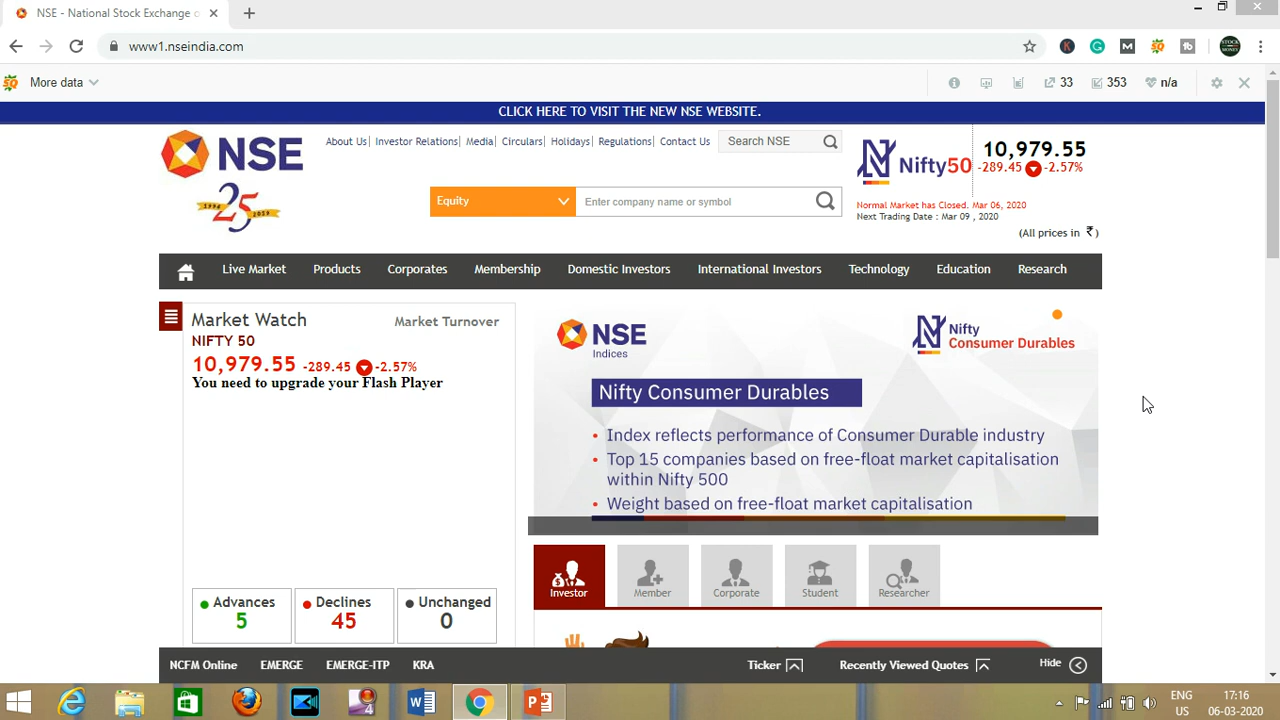 NSE - National Stock Exchange o
www1.nseindia.com
More data
33
353
n/a
CLICK HERE TO VISIT THE NEW NSE WEBSITE.
NSE
25
About Us| Investor Relations| Media| Circulars| Holidays| Regulations| Contact Us
Search NSE
Equity
Enter company name or symbol
Nifty50
10,979.55
-289.45 -2.57%
Normal Market has Closed. Mar 06, 2020
Next Trading Date : Mar 09 , 2020
(All prices in ₹)
Live Market Products Corporates Membership Domestic Investors International Investors Technology Education Research
Market Watch
Market Turnover
NIFTY 50
10,979.55 -289.45 -2.57%
You need to upgrade your Flash Player
Advances
5
Declines
45
Unchanged
0
NSE
Indices
Nifty
Consumer Durables
Nifty Consumer Durables
• Index reflects performance of Consumer Durable industry
• Top 15 companies based on free-float market capitalisation
within Nifty 500
• Weight based on free-float market capitalisation
Investor
Member
Corporate
Student
Researcher
NCFM Online EMERGE EMERGE-ITP KRA Ticker Recently Viewed Quotes Hide
ENG
US
17:16
06-03-2020